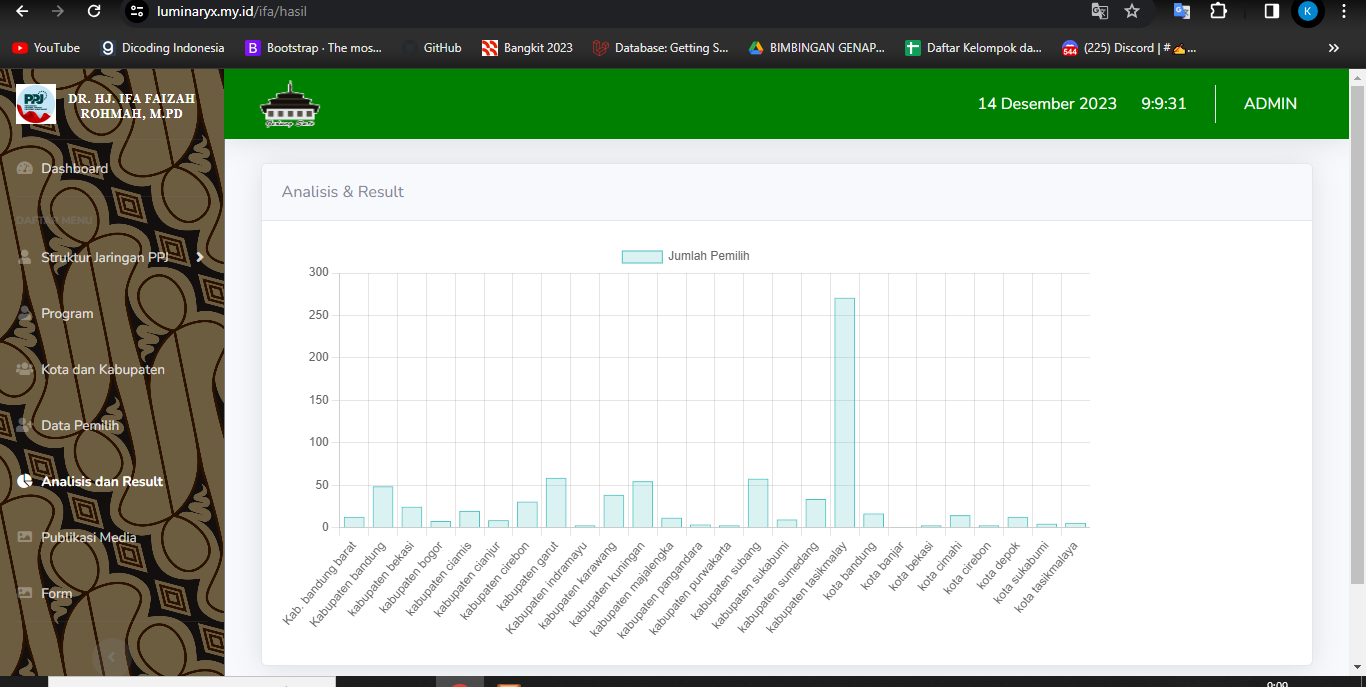 luminaryx.my.id/ifa/hasil
YouTube
Dicoding Indonesia
Bootstrap · The mos...
GitHub
Bangkit 2023
Database: Getting S...
BIMBINGAN GENAP...
Daftar Kelompok da...
544
(225) Discord | # ✍...
K
PPJ
DR. HJ. IFA FAIZAH
ROHMAH, M.PD
14 Desember 2023
9:9:31
ADMIN
Dashboard
DAFTAR MENU
Struktur Jaringan PPJ
Program
Kota dan Kabupaten
Data Pemilih
Analisis dan Result
Publikasi Media
Form
Analisis & Result
Jumlah Pemilih
300
250
200
150
100
50
0
Kab. bandung barat
Kabupaten bandung
kabupaten bekasi
kabupaten bogor
kabupaten ciamis
kabupaten cianjur
kabupaten cirebon
kabupaten garut
Kabupaten indramayu
kabupaten karawang
kabupaten kuningan
kabupaten majalengka
kabupaten pangandara
kabupaten purwakarta
kabupaten subang
kabupaten sukabumi
kabupaten sumedang
kabupaten tasikmalay
kota bandung
kota banjar
kota bekasi
kota cimahi
kota cirebon
kota depok
kota sukabumi
kota tasikmalaya